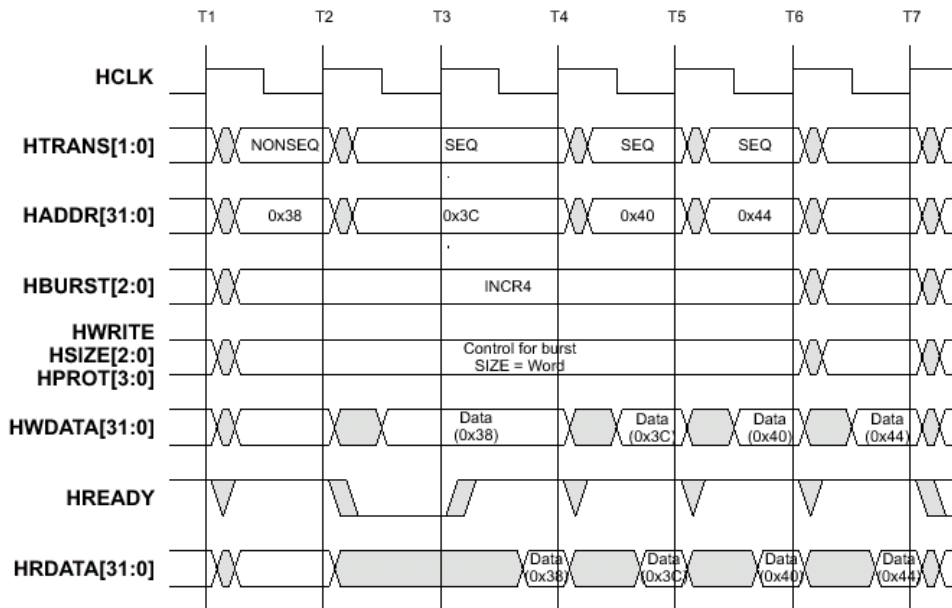 T1 T2 T3 T4 T5 T6 T7
HCLK
HTRANS[1:0] NONSEQ SEQ SEQ SEQ
HADDR[31:0] 0x38 0x3C 0x40 0x44
HBURST[2:0] INCR4
HWRITE
HSIZE[2:0]
HPROT[3:0]
Control for burst
SIZE = Word
HWDATA[31:0]
Data
(0x38)
Data
(0x3C)
Data
(0x40)
Data
(0x44)
HREADY
HRDATA[31:0]
Data
(0x38)
Data
(0x3C)
Data
(0x40)
Data
(0x44)